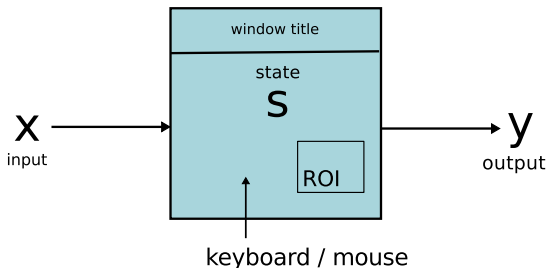 window title
state
s
x
input
y
output
ROI
keyboard / mouse